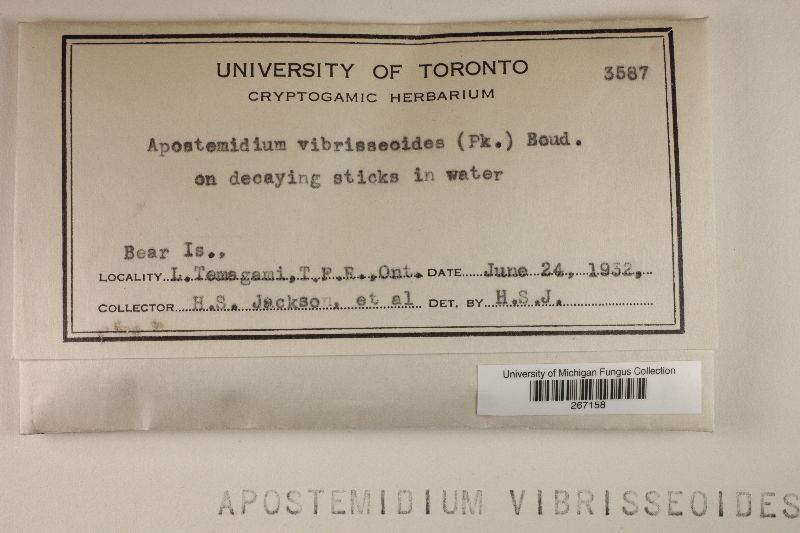 UNIVERSITY OF TORONTO 3587
CRYPTOGAMIC HERBARIUM
Apostemidium vibrisseoides (Pk.) Boud.
on decaying sticks in water
Bear Is.,
LOCALITY L. Temagami, T.F.R., Ont. DATE June 24, 1932,
COLLECTOR H.S. Jackson, et al DET. BY H.S.J.
University of Michigan Fungus Collection
267158
APOSTEMIDIUM VIBRISSEOIDES